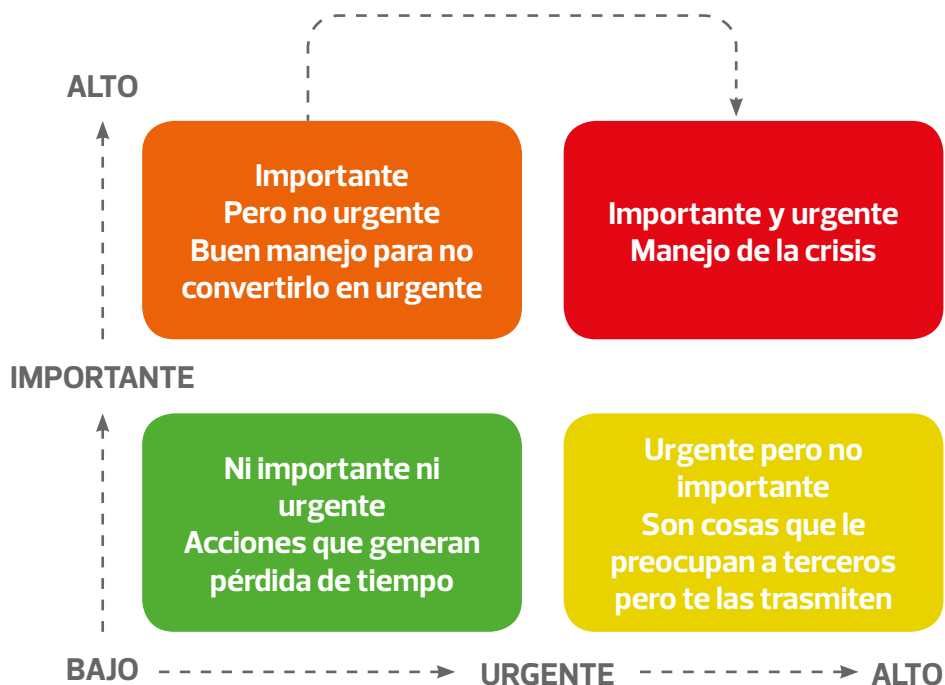 ALTO
Importante
Pero no urgente
Buen manejo para no
convertirlo en urgente
Importante y urgente
Manejo de la crisis
IMPORTANTE
Ni importante ni
urgente
Acciones que generan
pérdida de tiempo
Urgente pero no
importante
Son cosas que le
preocupan a terceros
pero te las trasmiten
BAJO
URGENTE
ALTO